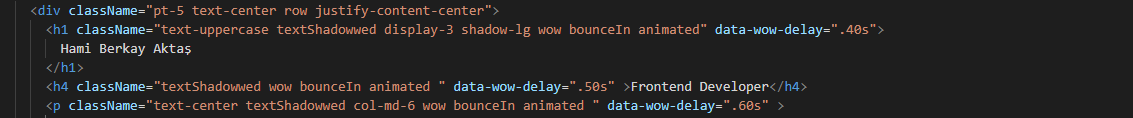 <div className="pt-5 text-center row justify-content-center">
<h1 className="text-uppercase textShadowwed display-3 shadow-lg wow bounceIn animated" data-wow-delay=".40s">
Hami Berkay Aktaş
</h1>
<h4 className="textShadowwed wow bounceIn animated " data-wow-delay=".50s" >Frontend Developer</h4>
<p className="text-center textShadowwed col-md-6 wow bounceIn animated " data-wow-delay=".60s" >